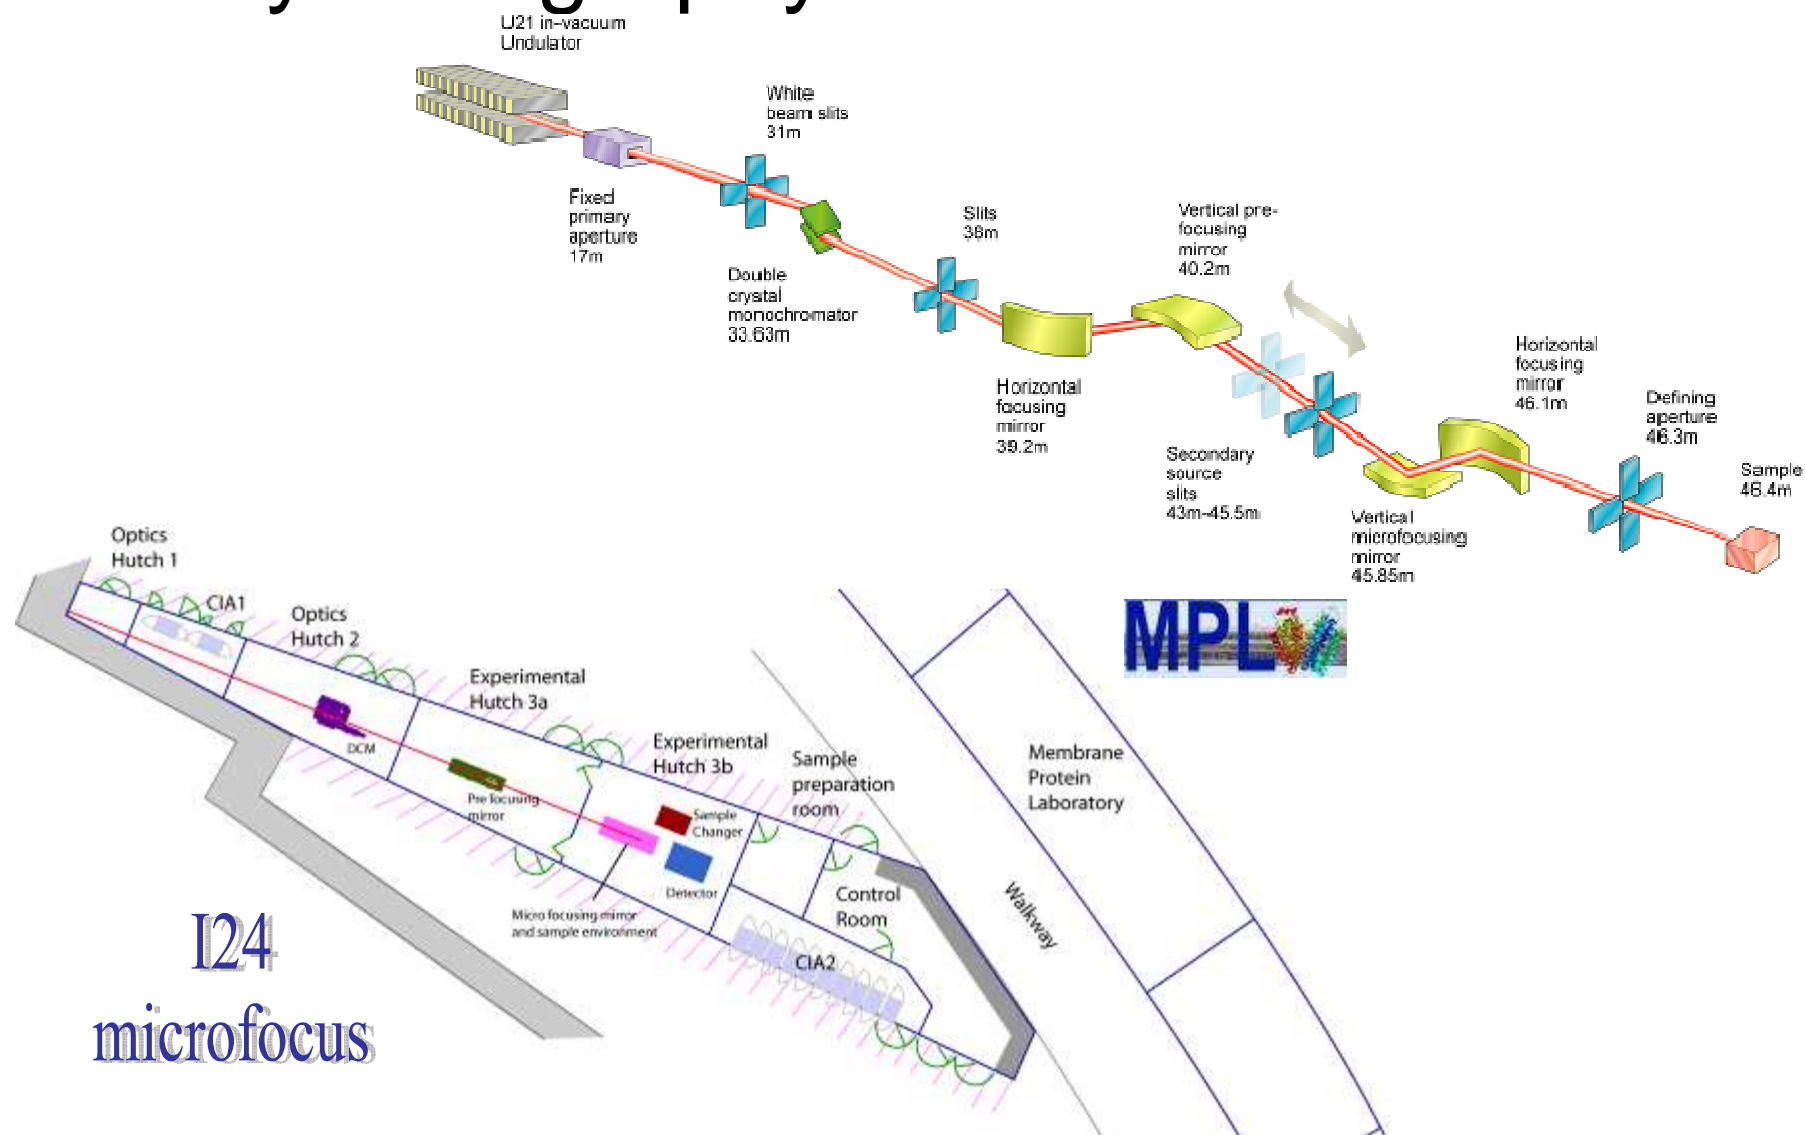 U21 in-vacuum
Undulator
White
beam slits
31m
Fixed
primary
aperture
17m
Double
crystal
monochromator
33.63m
Slits
38m
Vertical pre-
focusing
mirror
40.2m
Horizontal
focusing
mirror
39.2m
Secondary
source
slits
43m-45.5m
Horizontal
focusing
mirror
46.1m
Vertical
microfocusing
mirror
45.85m
Defining
aperture
46.3m
Sample
46.4m
MPL
Optics
Hutch 1
CIA1
Optics
Hutch 2
DCM
Experimental
Hutch 3a
Pre focusing
mirror
Experimental
Hutch 3b
Sample
Changer
Detector
Micro focusing mirror
and sample environment
Sample
preparation
room
Control
Room
CIA2
Walkway
Membrane
Protein
Laboratory
I24
microfocus